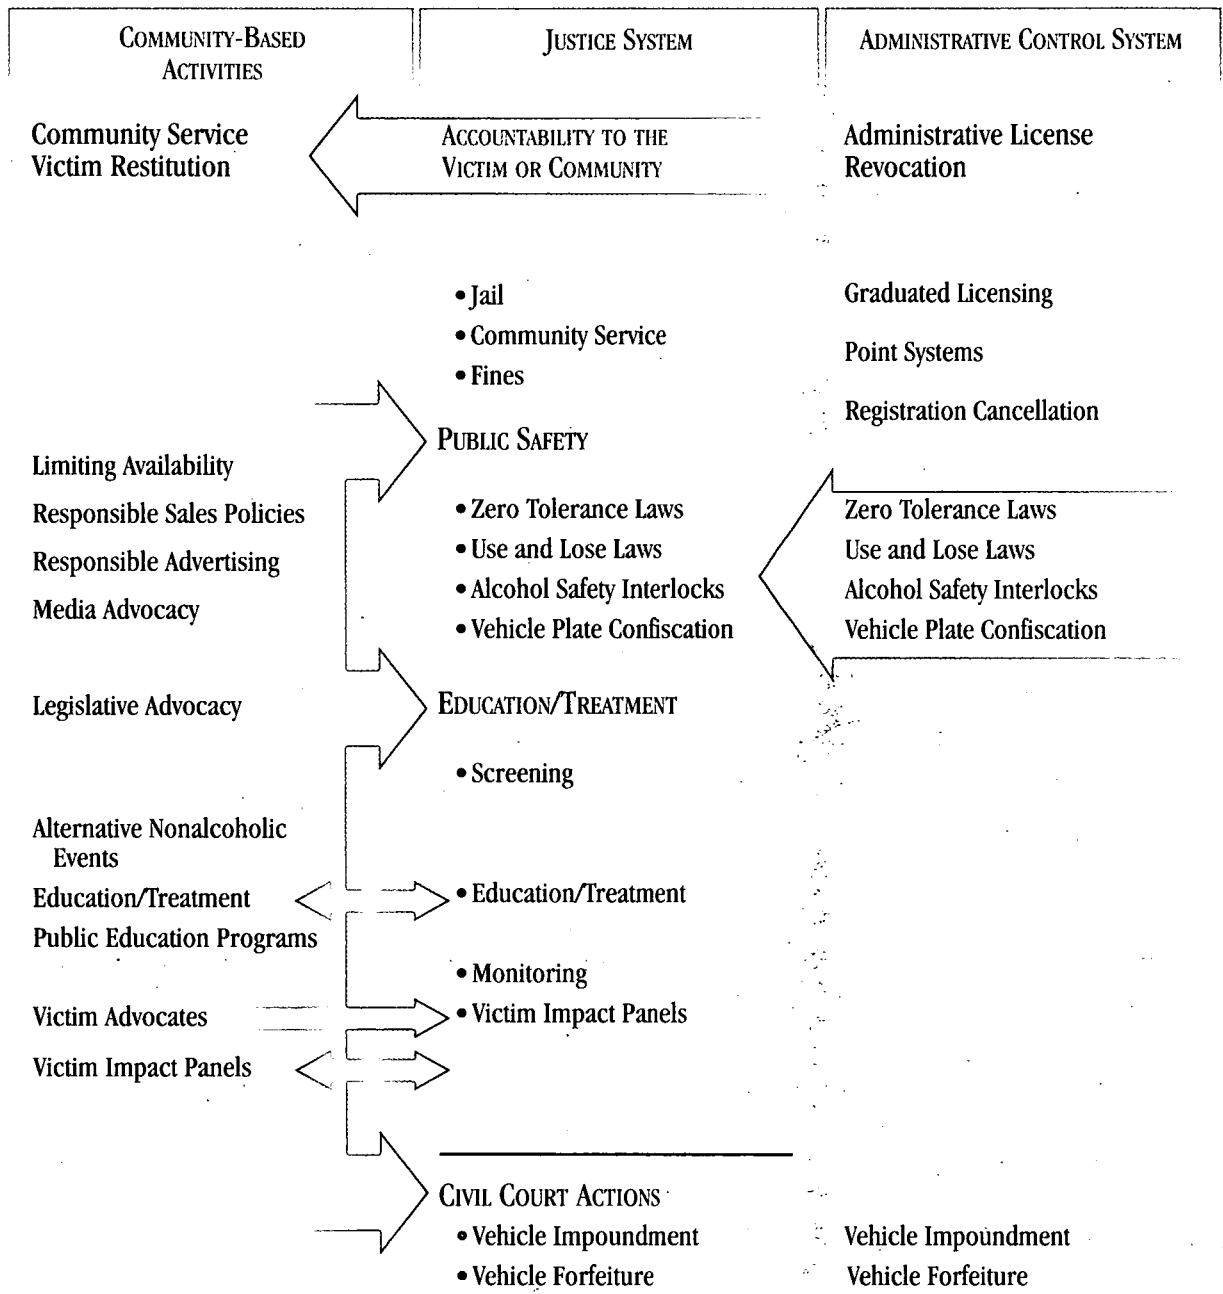 COMMUNITY-BASED
ACTIVITIES
Community Service
Victim Restitution
Limiting Availability
Responsible Sales Policies
Responsible Advertising
Media Advocacy
Legislative Advocacy
Alternative Nonalcoholic
Events
Education/Treatment
Public Education Programs
Victim Advocates
Victim Impact Panels
JUSTICE SYSTEM
ACCOUNTABILITY TO THE
VICTIM OR COMMUNITY
• Jail
• Community Service
• Fines
PUBLIC SAFETY
• Zero Tolerance Laws
• Use and Lose Laws
• Alcohol Safety Interlocks
• Vehicle Plate Confiscation
EDUCATION/TREATMENT
• Screening
• Education/Treatment
• Monitoring
• Victim Impact Panels
CIVIL COURT ACTIONS
• Vehicle Impoundment
• Vehicle Forfeiture
ADMINISTRATIVE CONTROL SYSTEM
Administrative License
Revocation
Graduated Licensing
Point Systems
Registration Cancellation
Zero Tolerance Laws
Use and Lose Laws
Alcohol Safety Interlocks
Vehicle Plate Confiscation
Vehicle Impoundment
Vehicle Forfeiture